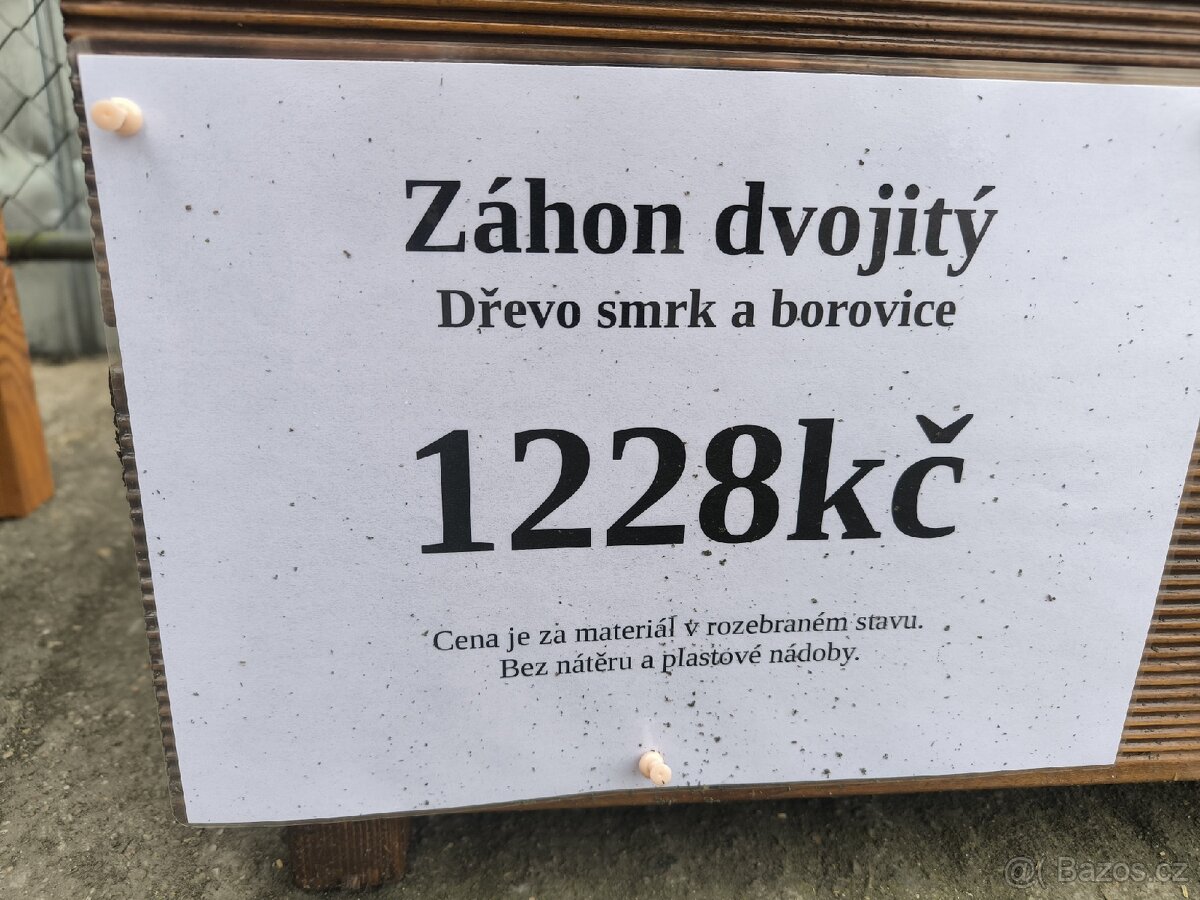 Záhon dvojitý
Dřevo smrk a borovice
1228kč
Cena je za materiál v rozebraném stavu.
Bez nátěru a plastové nádoby.
@( Bazos.cz